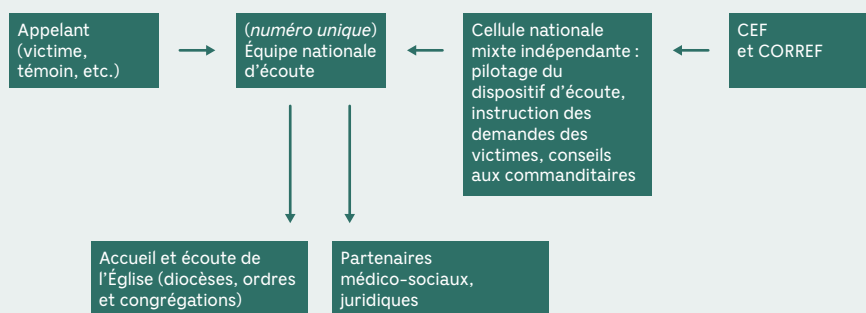 Appelant
(victime,
témoin, etc.)
(numéro unique)
Équipe nationale
d’écoute
Cellule nationale
mixte indépendante :
pilotage du
dispositif d’écoute,
instruction des
demandes des
victimes, conseils
aux commanditaires
CEF
et CORREF
Accueil et écoute de
l’Église (diocèses, ordres
et congrégations)
Partenaires
médico-sociaux,
juridiques